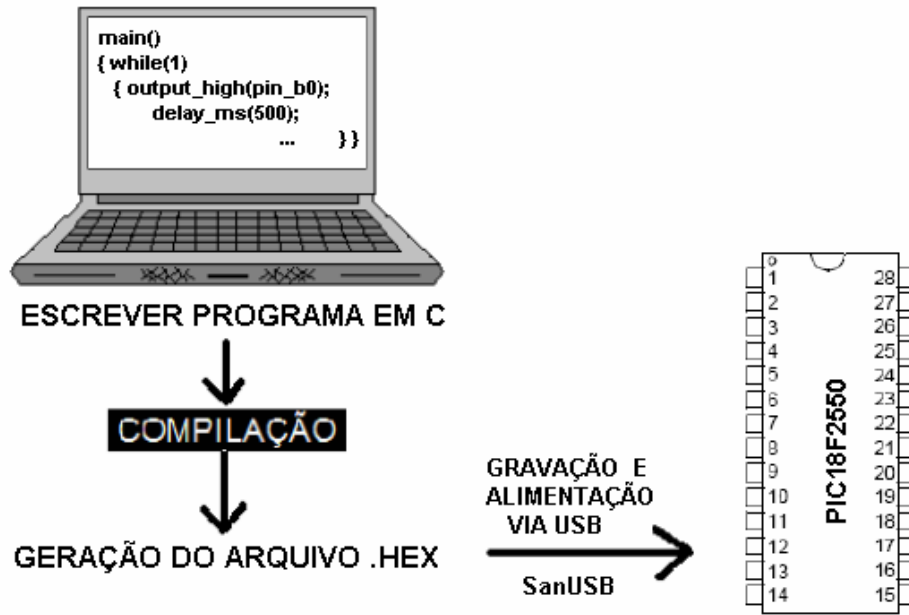 main()
{ while(1)
{ output_high(pin_b0);
delay_ms(500);
... } }
ESCREVER PROGRAMA EM C
COMPILAÇÃO
GERAÇÃO DO ARQUIVO .HEX
GRAVAÇÃO E
ALIMENTAÇÃO
VIA USB
SanUSB
PIC18F2550
1 28
2 27
3 26
4 25
5 24
6 23
7 22
8 21
9 20
10 19
11 18
12 17
13 16
14 15